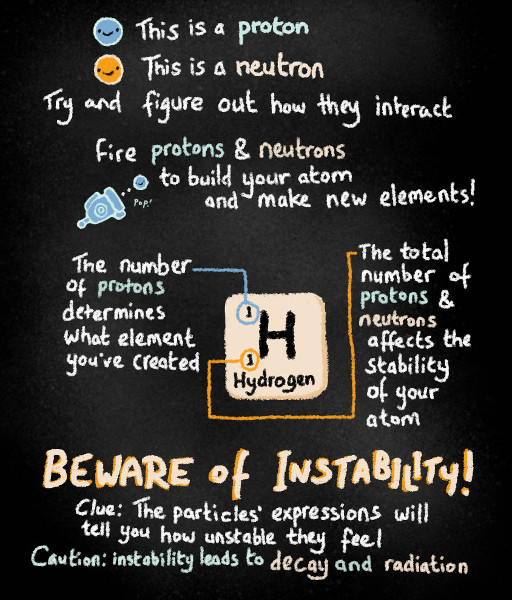 This is a proton
This is a neutron
Try and figure out how they interact
Fire protons & neutrons
to build your atom
Pop!
and make new elements!
The number
of protons
determines
what element
you've created
1
H
1
Hydrogen
The total
number of
protons &
neutrons
affects the
stability
of your
atom
BEWARE of INSTABILITY!
Clue: The particles' expressions will
tell you how unstable they feel
Caution: instability leads to decay and radiation